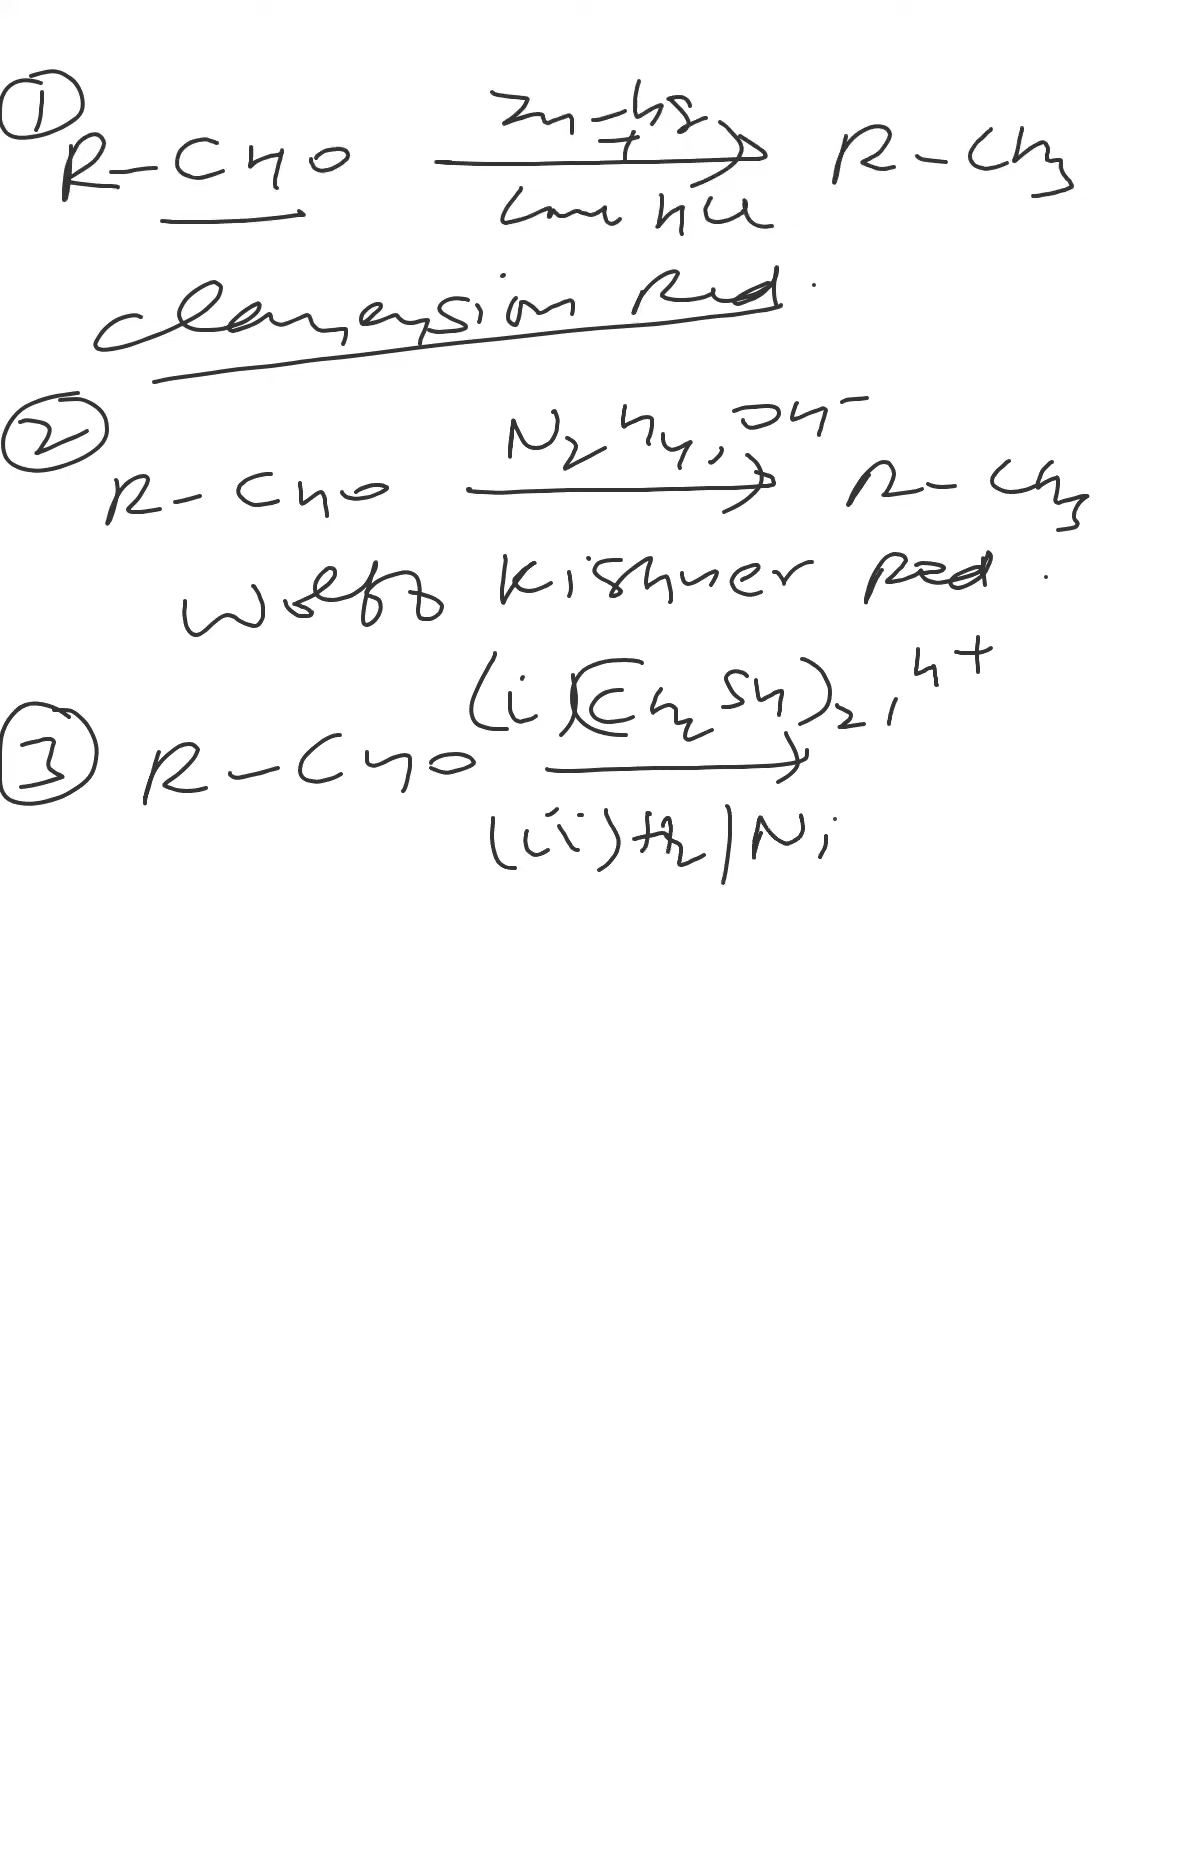 ①
Zn-Hg
R-CHO → R-CH3
Conc HCl
Clemmension Red.
②
N2H4, OH-
R-CHO → R-CH3
Wolff Kishner Red.
(i) (CH2SH)2, H+
③ R-CHO →
(ii) H2/Ni